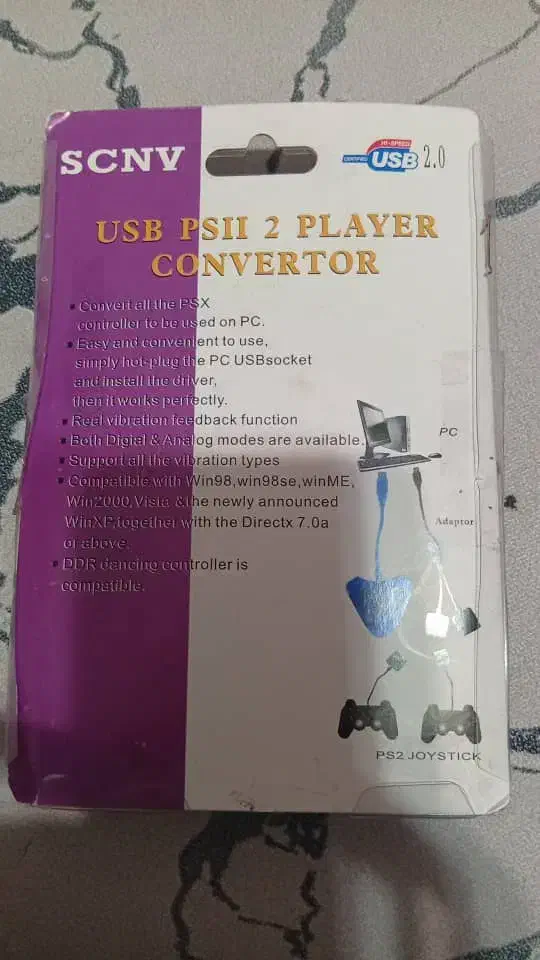 SCNV
HI-SPEED
CERTIFIED USB 2.0
USB PSII 2 PLAYER
CONVERTOR
▪ Convert all the PSX
controller to be used on PC.
▪ Easy and convenient to use,
simply hot-plug the PC USBsocket
and install the driver,
then it works perfectly.
▪ Real vibration feedback function
▪ Both Digital & Analog modes are available.
▪ Support all the vibration types
▪ Compatible with Win98,win98se,winME,
Win2000,Vista &the newly announced
WinXP,together with the Directx 7.0a
or above.
▪ DDR dancing controller is
compatible.
PC
Adaptor
PS2 JOYSTICK